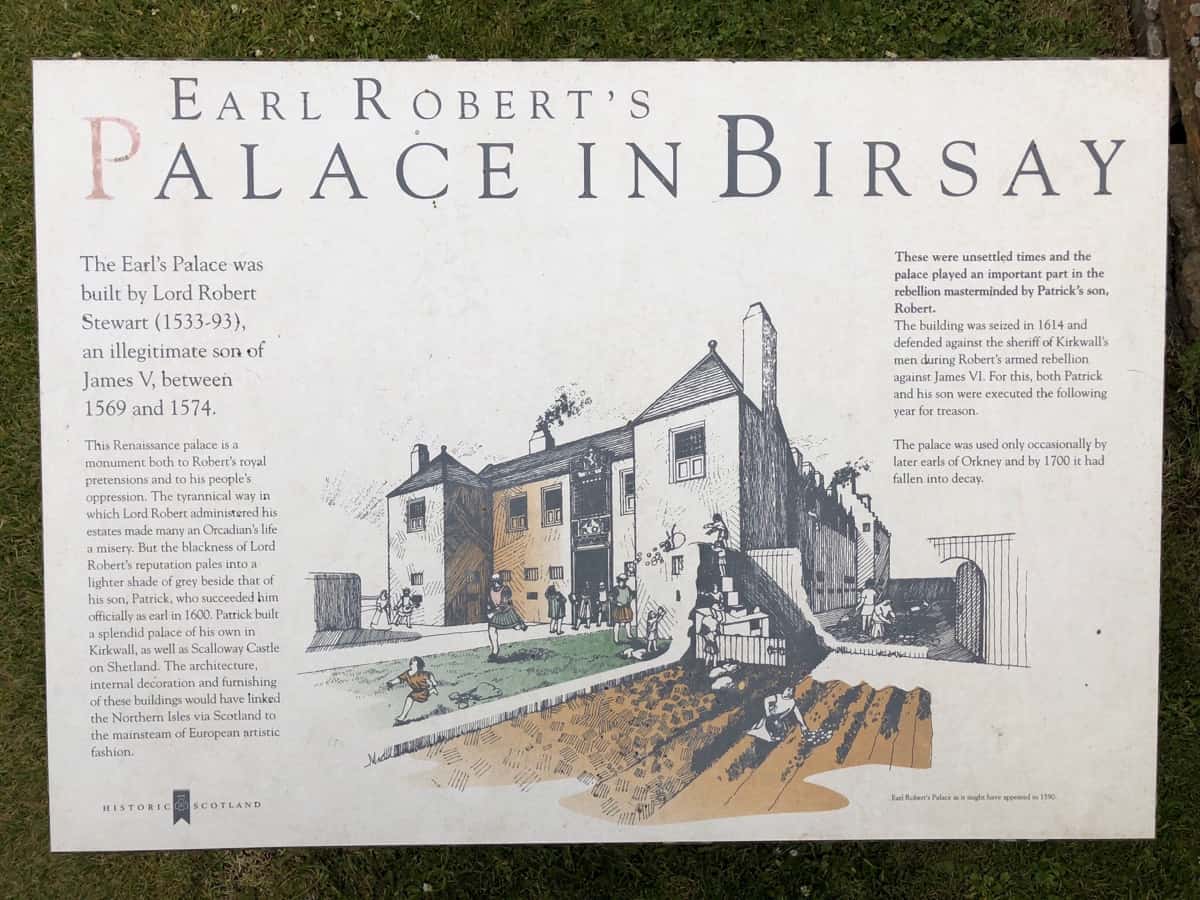 EARL ROBERT'S
PALACE IN BIRSAY
The Earl's Palace was
built by Lord Robert
Stewart (1533-93),
an illegitimate son of
James V, between
1569 and 1574.
This Renaissance palace is a
monument both to Robert's royal
pretensions and to his people's
oppression. The tyrannical way in
which Lord Robert administered his
estates made many an Orcadian's life
a misery. But the blackness of Lord
Robert's reputation pales into a
lighter shade of grey beside that of
his son, Patrick, who succeeded him
officially as earl in 1600. Patrick built
a splendid palace of his own in
Kirkwall, as well as Scalloway Castle
on Shetland. The architecture,
internal decoration and furnishing
of these buildings would have linked
the Northern Isles via Scotland to
the mainsteam of European artistic
fashion.
HISTORIC SCOTLAND
These were unsettled times and the
palace played an important part in the
rebellion masterminded by Patrick's son,
Robert.
The building was seized in 1614 and
defended against the sheriff of Kirkwall's
men during Robert's armed rebellion
against James VI. For this, both Patrick
and his son were executed the following
year for treason.
The palace was used only occasionally by
later earls of Orkney and by 1700 it had
fallen into decay.
Earl Robert's Palace as it might have appeared in 1590.